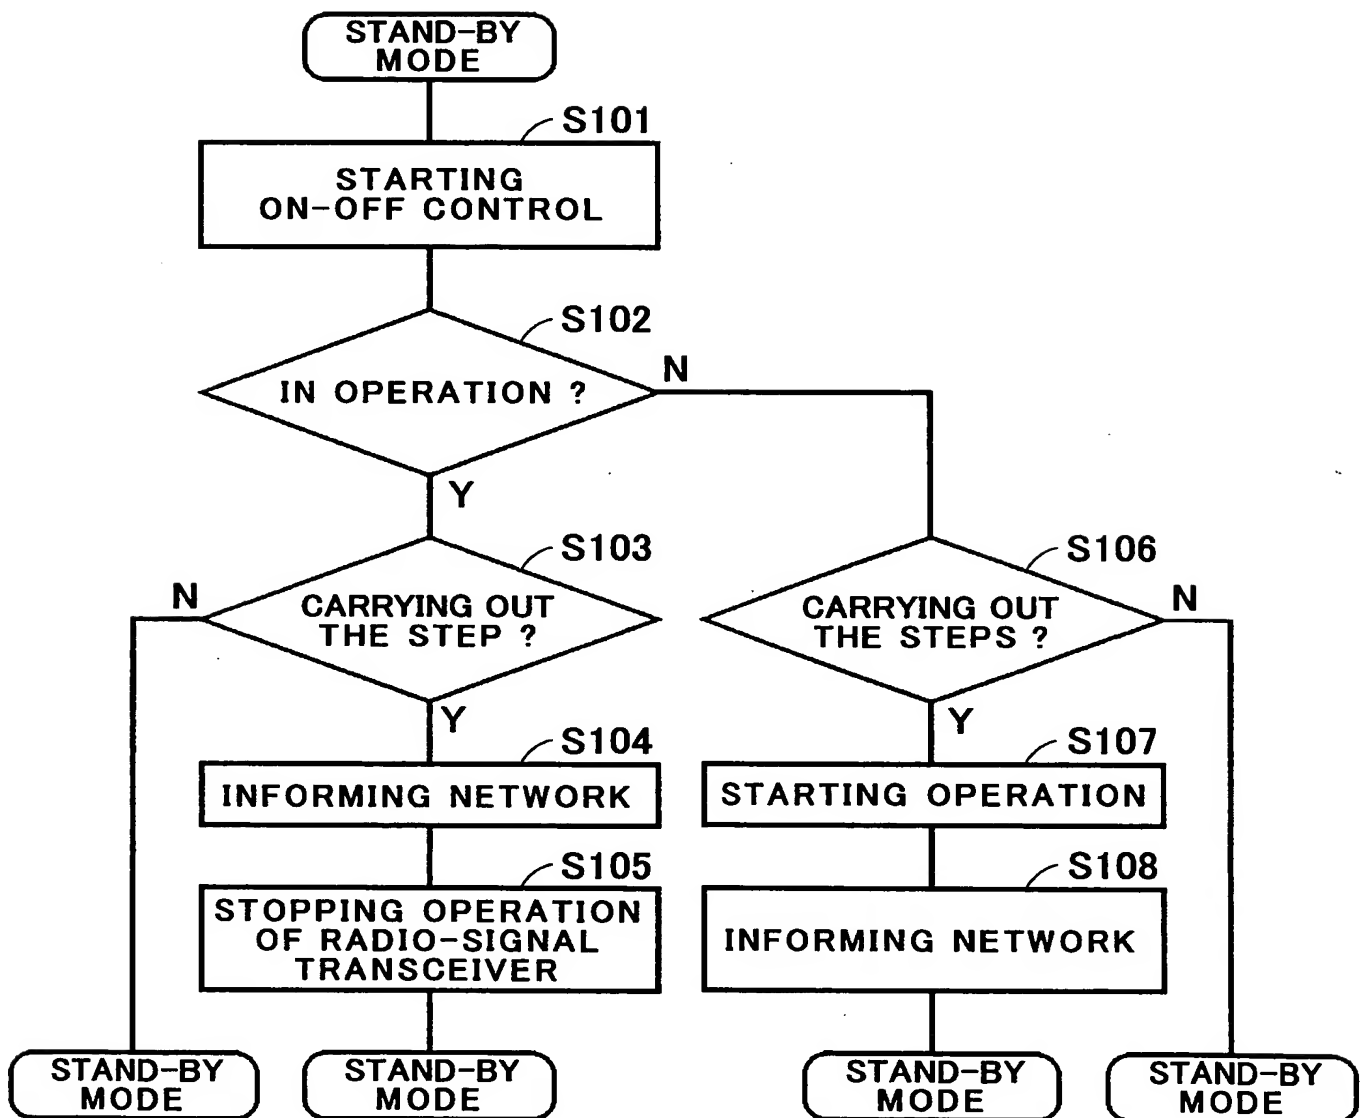 STAND-BY
MODE
S101
STARTING
ON-OFF CONTROL
S102
IN OPERATION ?
N
Y
S103
CARRYING OUT
THE STEP ?
N
Y
S106
CARRYING OUT
THE STEPS ?
N
Y
S104
INFORMING NETWORK
S107
STARTING OPERATION
S105
STOPPING OPERATION
OF RADIO-SIGNAL
TRANSCEIVER
S108
INFORMING NETWORK
STAND-BY
MODE
STAND-BY
MODE
STAND-BY
MODE
STAND-BY
MODE